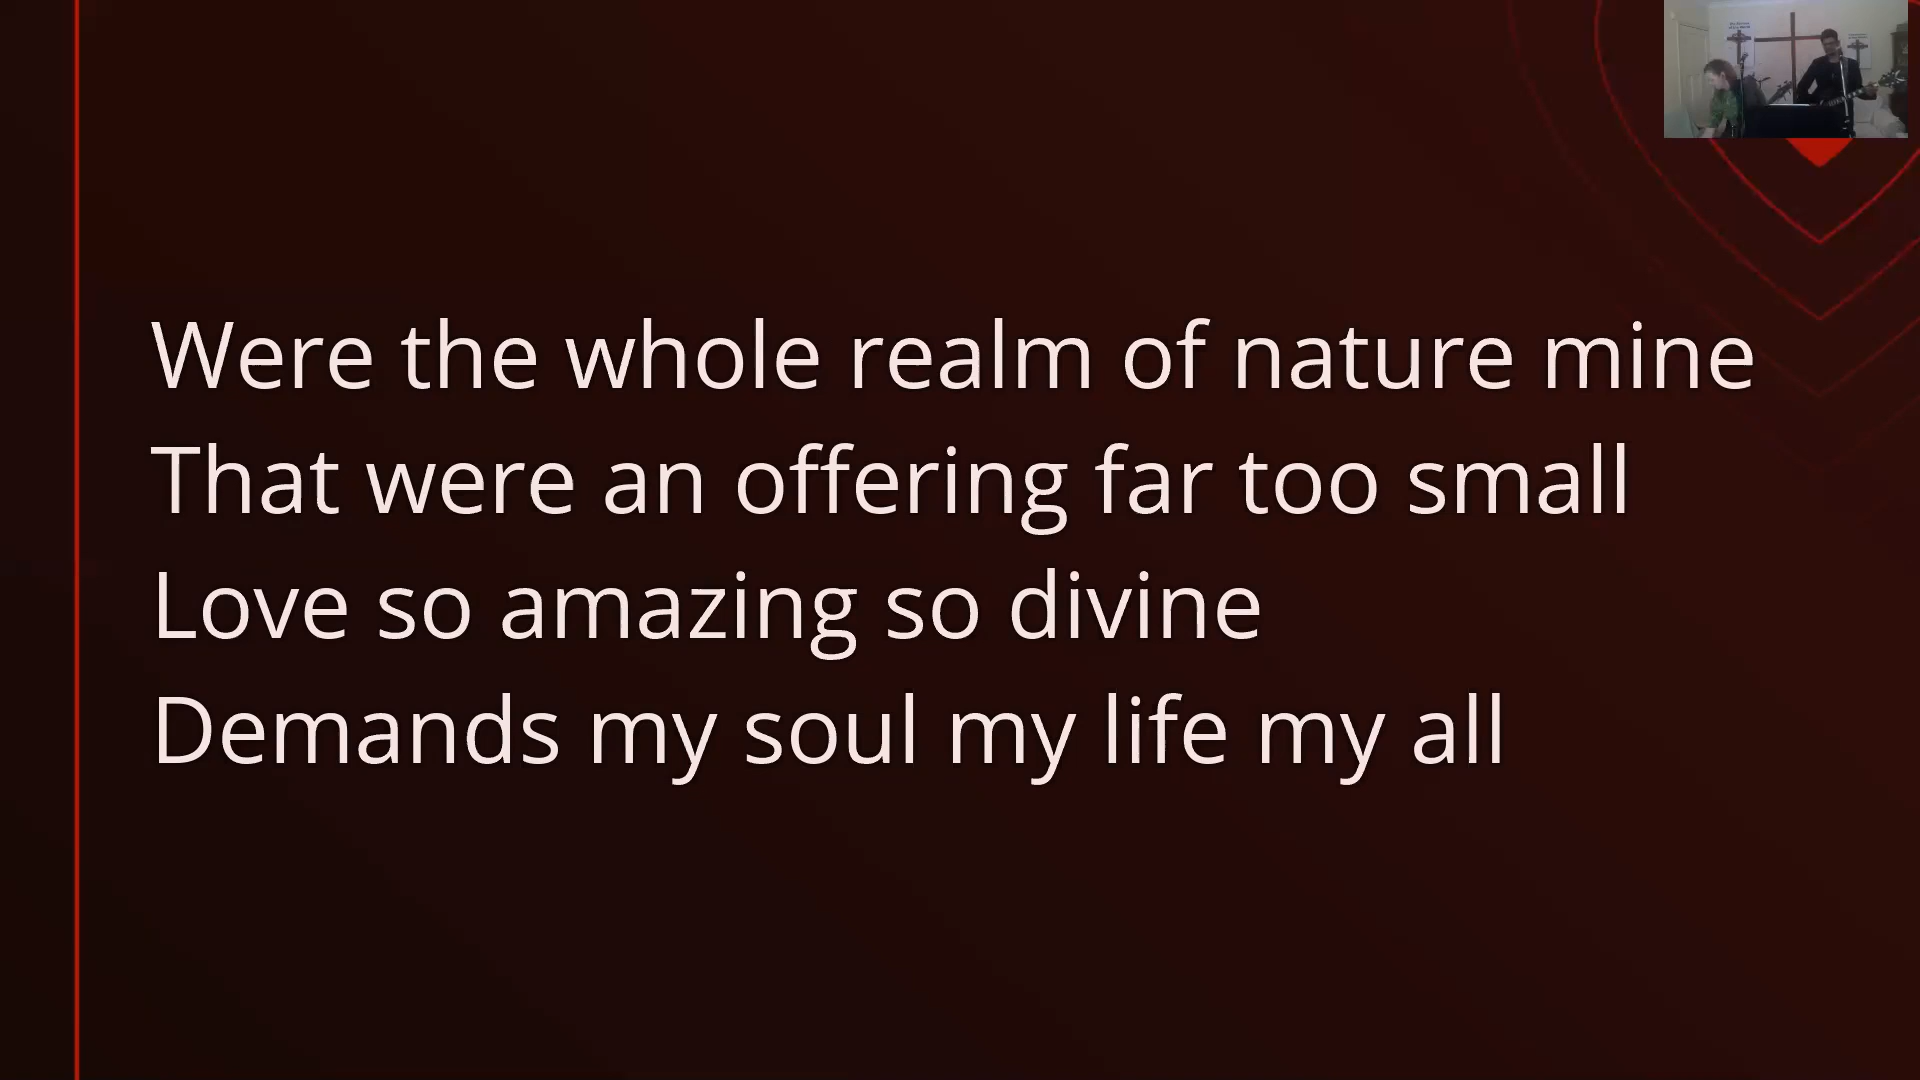 Were the whole realm of nature mine
That were an offering far too small
Love so amazing so divine
Demands my soul my life my all